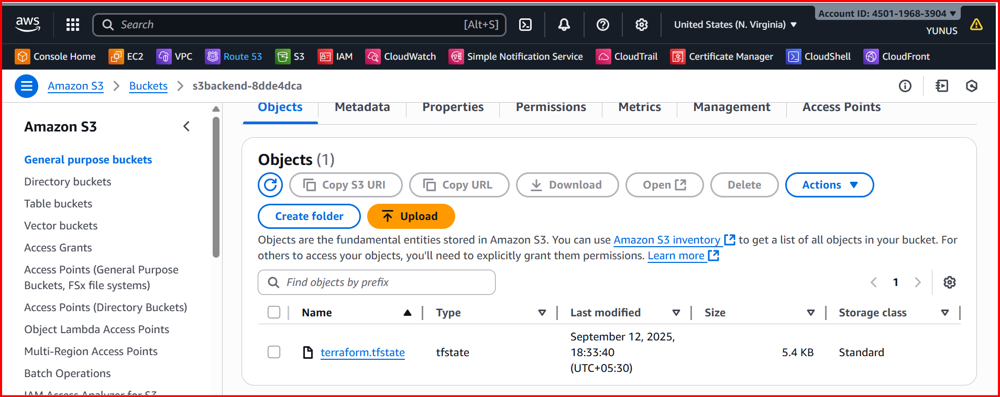 aws
Search [Alt+S]
United States (N. Virginia)
Account ID: 4501-1968-3904
YUNUS
Console Home EC2 VPC Route 53 S3 IAM CloudWatch Simple Notification Service CloudTrail Certificate Manager CloudShell CloudFront
Amazon S3 Buckets s3backend-8dde4dca
Amazon S3
General purpose buckets
Directory buckets
Table buckets
Vector buckets
Access Grants
Access Points (General Purpose
Buckets, FSx file systems)
Access Points (Directory Buckets)
Object Lambda Access Points
Multi-Region Access Points
Batch Operations
IAM Access Analyzer for S3
Objects Metadata Properties Permissions Metrics Management Access Points
Objects (1)
Copy S3 URI Copy URL Download Open Delete Actions
Create folder Upload
Objects are the fundamental entities stored in Amazon S3. You can use Amazon S3 inventory to get a list of all objects in your bucket. For
others to access your objects, you'll need to explicitly grant them permissions. Learn more
Find objects by prefix
1
Name Type Last modified Size Storage class
terraform.tfstate tfstate September 12, 2025, 5.4 KB Standard
18:33:40
(UTC+05:30)